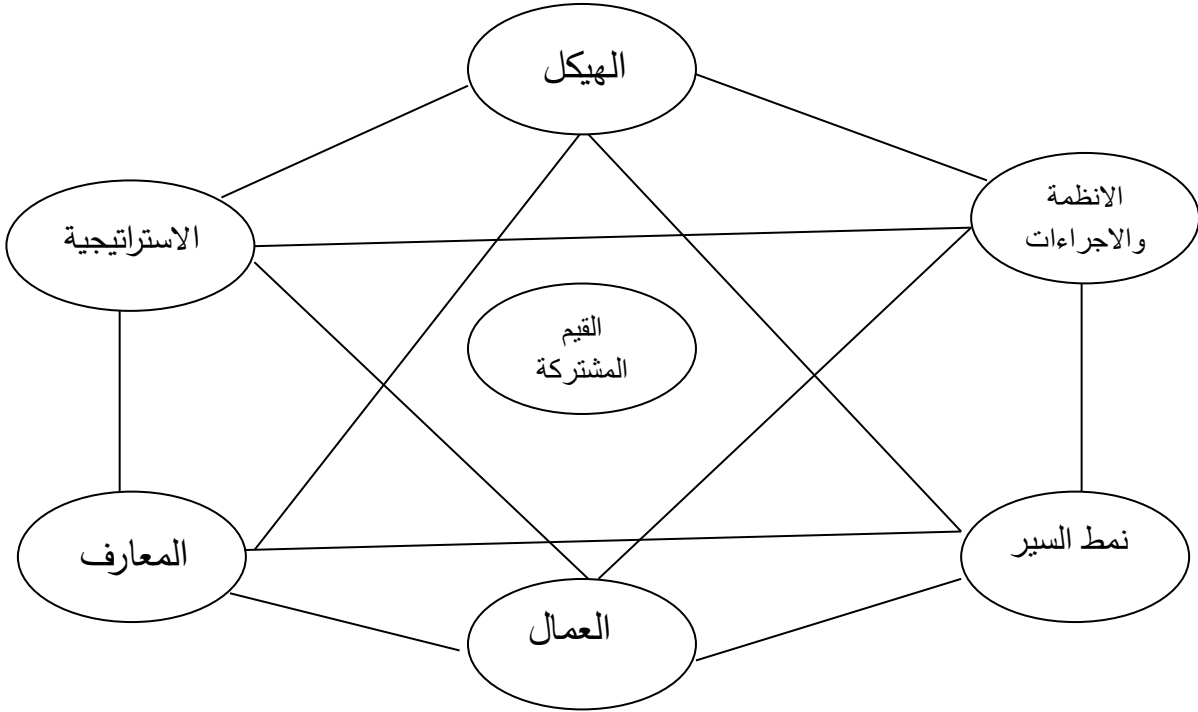 الهيكل
الانظمة
والاجراءات
الاستراتيجية
القيم
المشتركة
نمط السير
المعارف
العمال